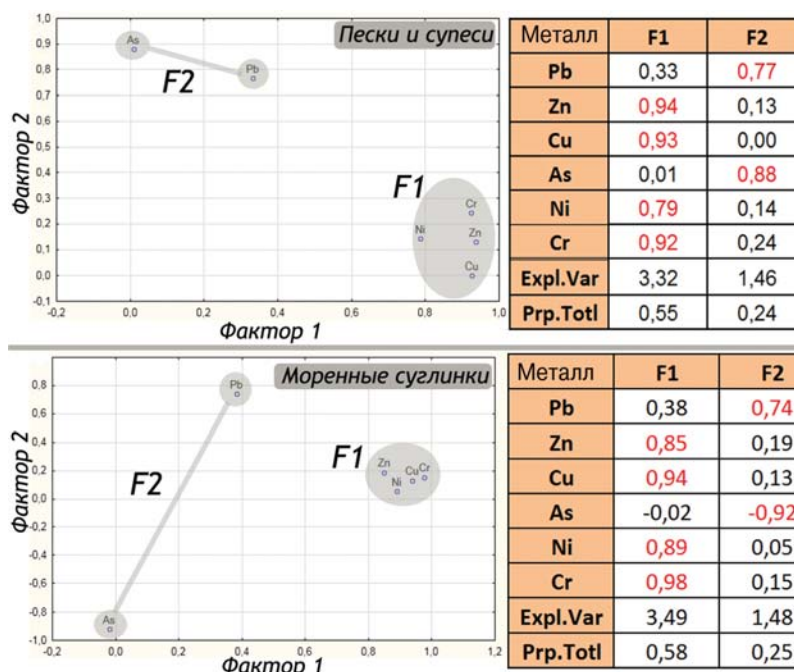 Пески и супеси
1,0
0,9
0,8
0,7
0,6
0,5
0,4
0,3
0,2
0,1
0,0
-0,1
-0,2
0,0
0,2
0,4
0,6
0,8
1,0
Фактор 2
Фактор 1
As
Pb
F2
F1
Cr
Ni
Zn
Cu
Металл F1 F2
Pb 0,33 0,77
Zn 0,94 0,13
Cu 0,93 0,00
As 0,01 0,88
Ni 0,79 0,14
Cr 0,92 0,24
Expl.Var 3,32 1,46
Prp.Totl 0,55 0,24
Моренные суглинки
0,8
0,6
0,4
0,2
0,0
-0,2
-0,4
-0,6
-0,8
-1,0
-0,2
0,0
0,2
0,4
0,6
0,8
1,0
1,2
Фактор 2
Фактор 1
Pb
F2
F1
Zn
Cu Cr
Ni
As
Металл F1 F2
Pb 0,38 0,74
Zn 0,85 0,19
Cu 0,94 0,13
As -0,02 -0,92
Ni 0,89 0,05
Cr 0,98 0,15
Expl.Var 3,49 1,48
Prp.Totl 0,58 0,25